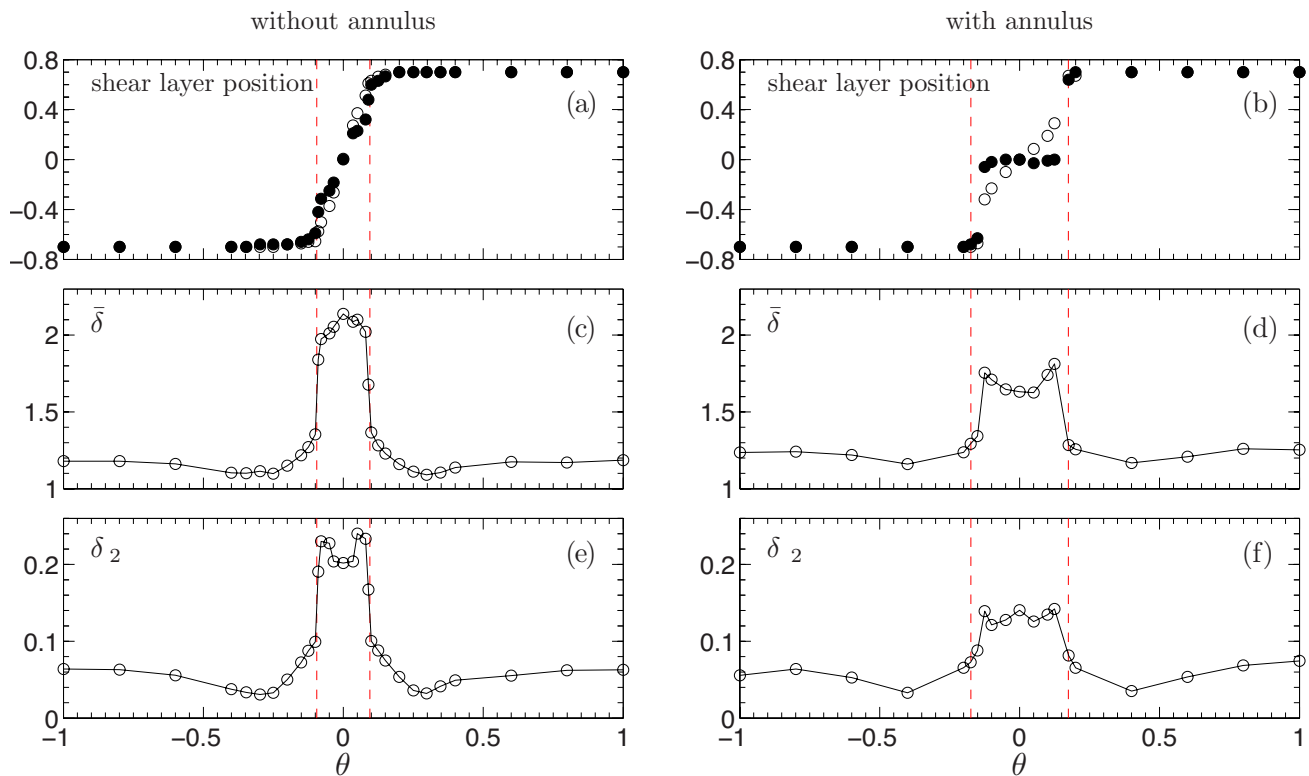 without annulus
with annulus
shear layer position
(a)
0.8
0.4
0
−0.4
−0.8
shear layer position
(b)
0.8
0.4
0
−0.4
−0.8
δ̄
(c)
2
1.5
1
δ̄
(d)
2
1.5
1
δ 2
(e)
0.2
0.1
0
−1
−0.5
0
0.5
1
θ
δ 2
(f)
0.2
0.1
0
−1
−0.5
0
0.5
1
θ